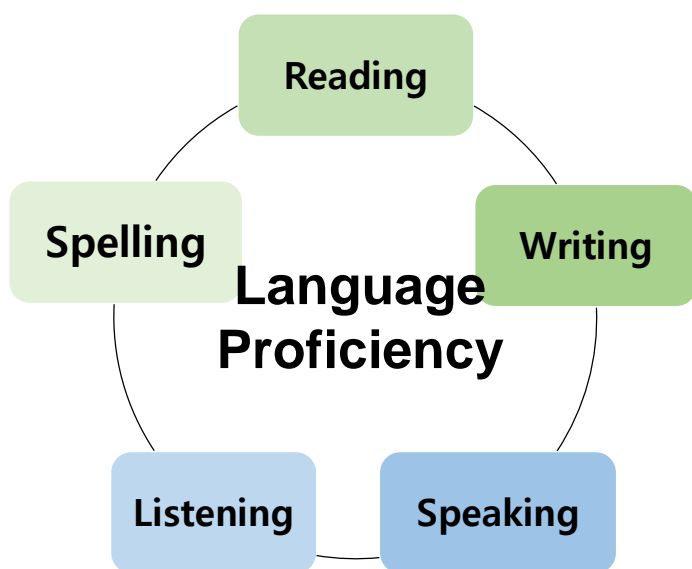 Reading
Spelling
Writing
Language
Proficiency
Listening
Speaking